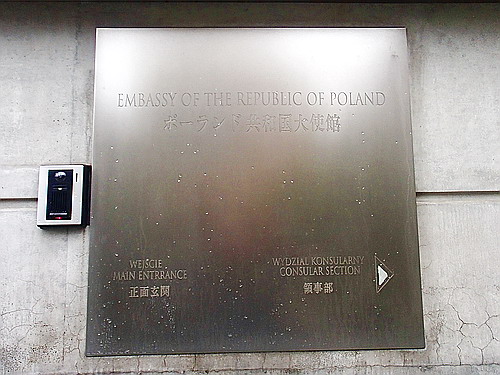 EMBASSY OF THE REPUBLIC OF POLAND
ポーランド共和国大使館
WEJŚCIE
MAIN ENTRRANCE
正面玄関
WYDZIAŁ KONSULARNY
CONSULAR SECTION
領事部